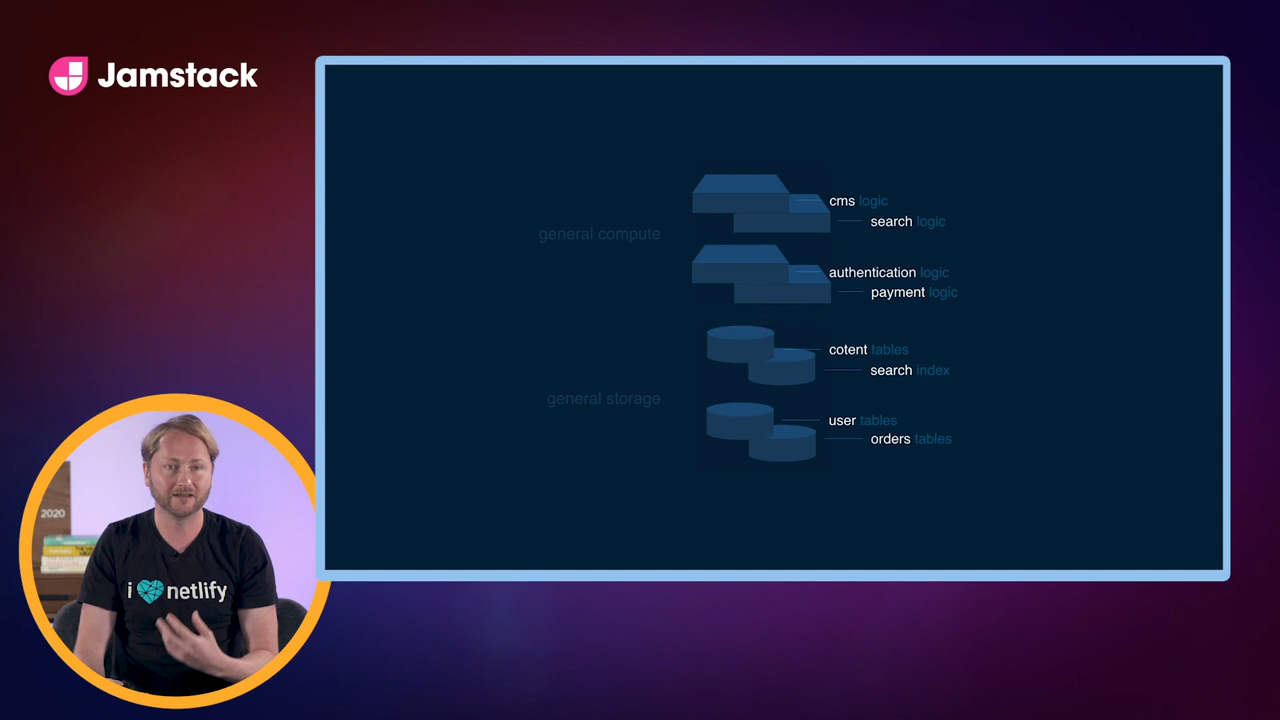 Jamstack
cms logic
search logic
general compute
authentication logic
payment logic
cotent tables
search index
general storage
user tables
orders tables
2020
i netlify